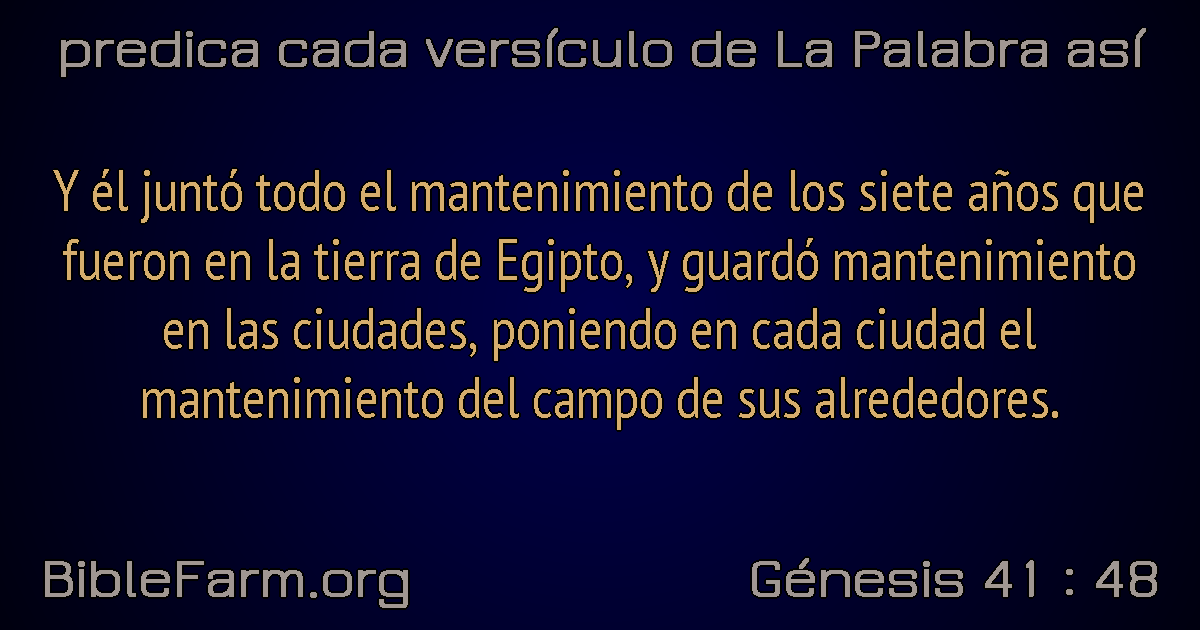 predica cada versículo de La Palabra así
Y él juntó todo el mantenimiento de los siete años que
fueron en la tierra de Egipto, y guardó mantenimiento
en las ciudades, poniendo en cada ciudad el
mantenimiento del campo de sus alrededores.
BibleFarm.org
Génesis 41 : 48